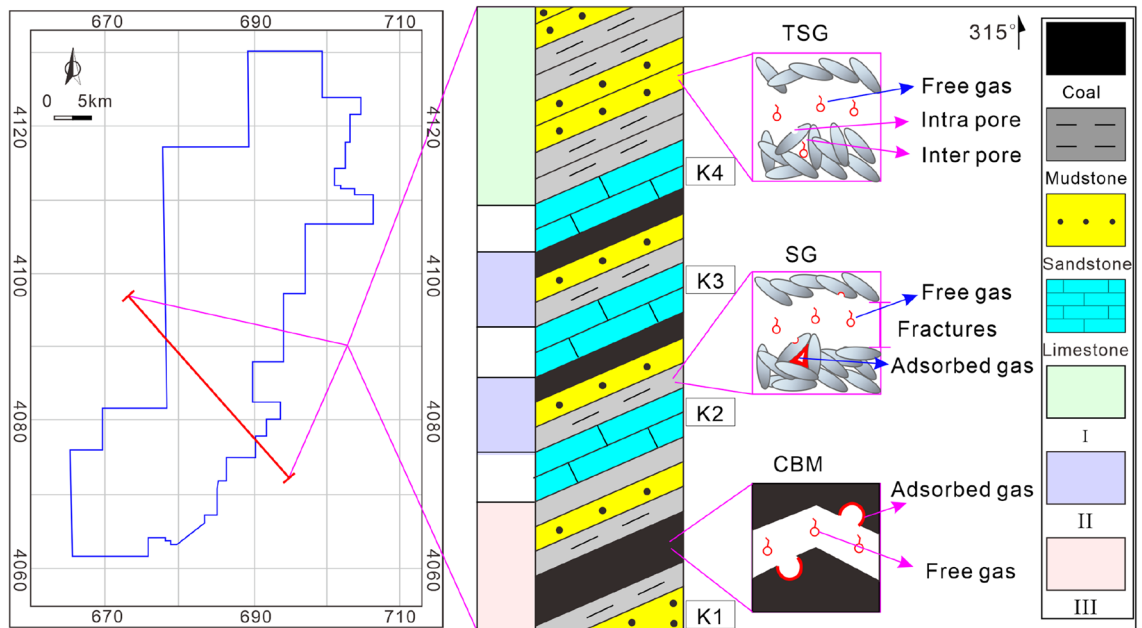 670
690
710
0
5km
4120
4100
4080
4060
4120
4100
4080
4060
670
690
710
K4
K3
K2
K1
TSG
315°
Free gas
Intra pore
Inter pore
SG
Free gas
Fractures
Adsorbed gas
CBM
Adsorbed gas
Free gas
Coal
Mudstone
Sandstone
Limestone
I
II
III